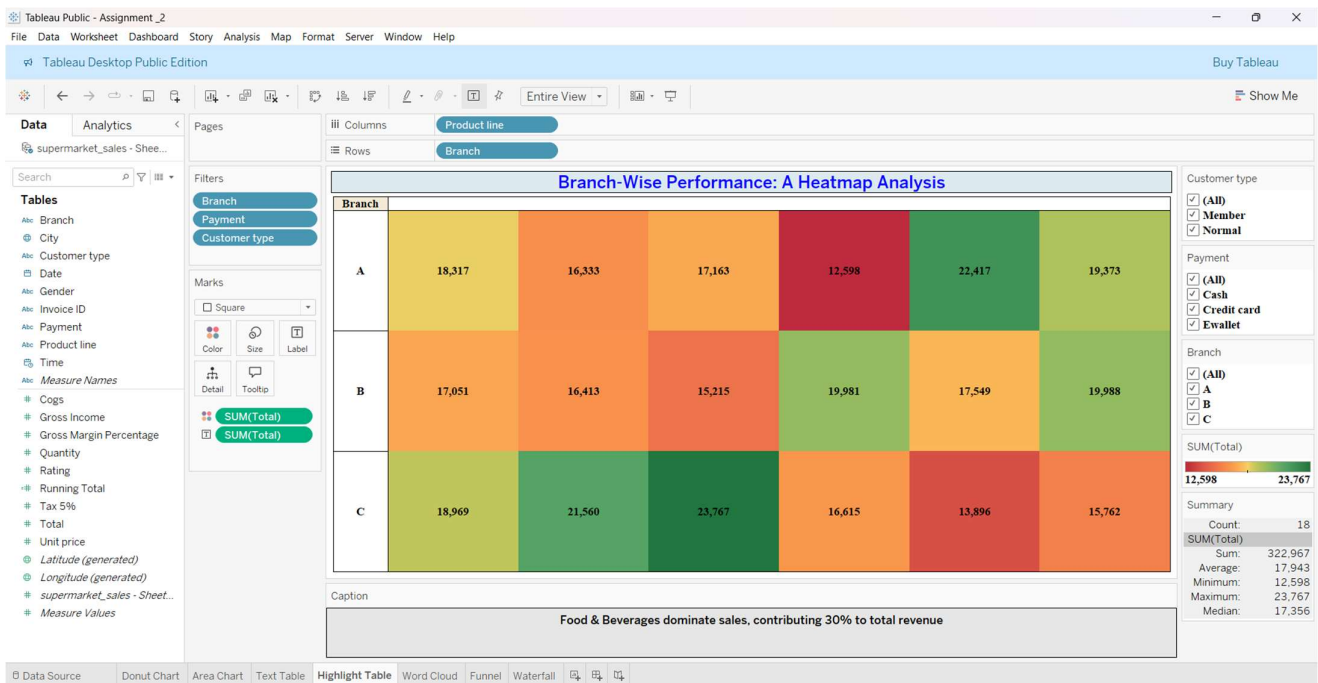 Tableau Public - Assignment _2
File Data Worksheet Dashboard Story Analysis Map Format Server Window Help
Tableau Desktop Public Edition
Buy Tableau
Entire View
Show Me
Data Analytics
supermarket_sales - Shee...
Search
Tables
Abc Branch
City
Abc Customer type
Date
Abc Gender
Abc Invoice ID
Abc Payment
Abc Product line
Time
Abc Measure Names
# Cogs
# Gross Income
# Gross Margin Percentage
# Quantity
# Rating
=# Running Total
# Tax 5%
# Total
# Unit price
Latitude (generated)
Longitude (generated)
# supermarket_sales - Sheet...
# Measure Values
Pages
Filters
Branch
Payment
Customer type
Marks
Square
Color Size Label
Detail Tooltip
SUM(Total)
SUM(Total)
Columns Product line
Rows Branch
Branch-Wise Performance: A Heatmap Analysis
Branch
A 18,317 16,333 17,163 12,598 22,417 19,373
B 17,051 16,413 15,215 19,981 17,549 19,988
C 18,969 21,560 23,767 16,615 13,896 15,762
Caption
Food & Beverages dominate sales, contributing 30% to total revenue
Customer type
(All)
Member
Normal
Payment
(All)
Cash
Credit card
Ewallet
Branch
(All)
A
B
C
SUM(Total)
12,598 23,767
Summary
Count: 18
SUM(Total)
Sum: 322,967
Average: 17,943
Minimum: 12,598
Maximum: 23,767
Median: 17,356
Data Source Donut Chart Area Chart Text Table Highlight Table Word Cloud Funnel Waterfall